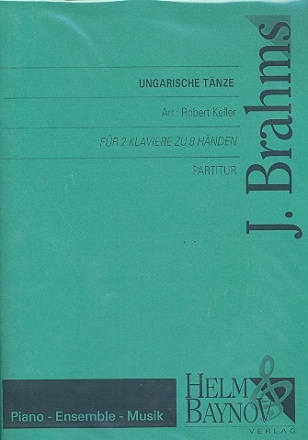 UNGARISCHE TÄNZE
Arr.: Robert Keller
FÜR 2 KLAVIERE ZU 8 HÄNDEN
PARTITUR
J. Brahms
Piano - Ensemble - Musik
HELM
BAYNOV
VERLAG